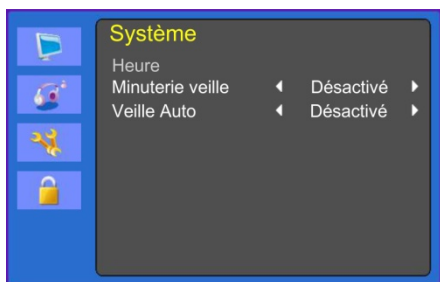 Système
Heure
Minuterie veille Désactivé
Veille Auto Désactivé